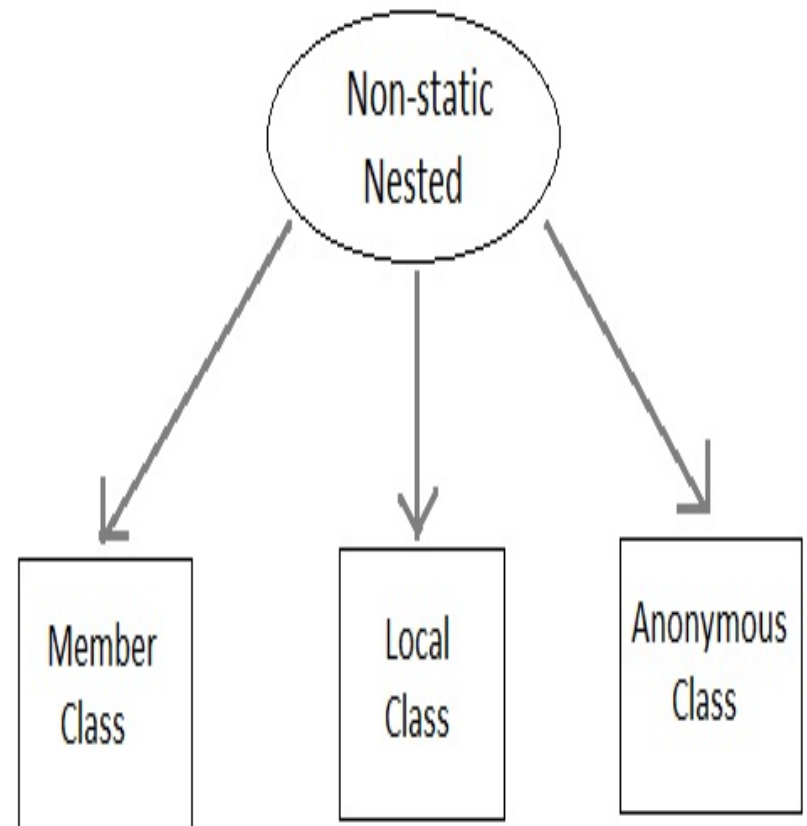 Non-static
Nested
Member
Class
Local
Class
Anonymous
Class